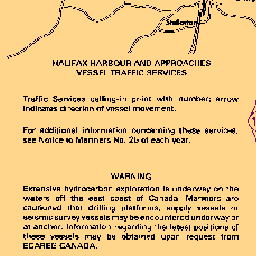 Shelburne
HALIFAX HARBOUR AND APPROACHES
VESSEL TRAFFIC SERVICES
Traffic Services calling-in point with number; arrow
indicates direction of vessel movement.
For additional information concerning these services,
see Notice to Mariners No. 25 of each year.
WARNING
Extensive hydrocarbon exploration is underway on the
waters off the east coast of Canada. Mariners are
cautioned that drilling platforms, supply vessels or
seismic survey vessels may be encountered underway or
at anchor. Information regarding the latest positions of
these vessels may be obtained upon request from
ECAREG CANADA.